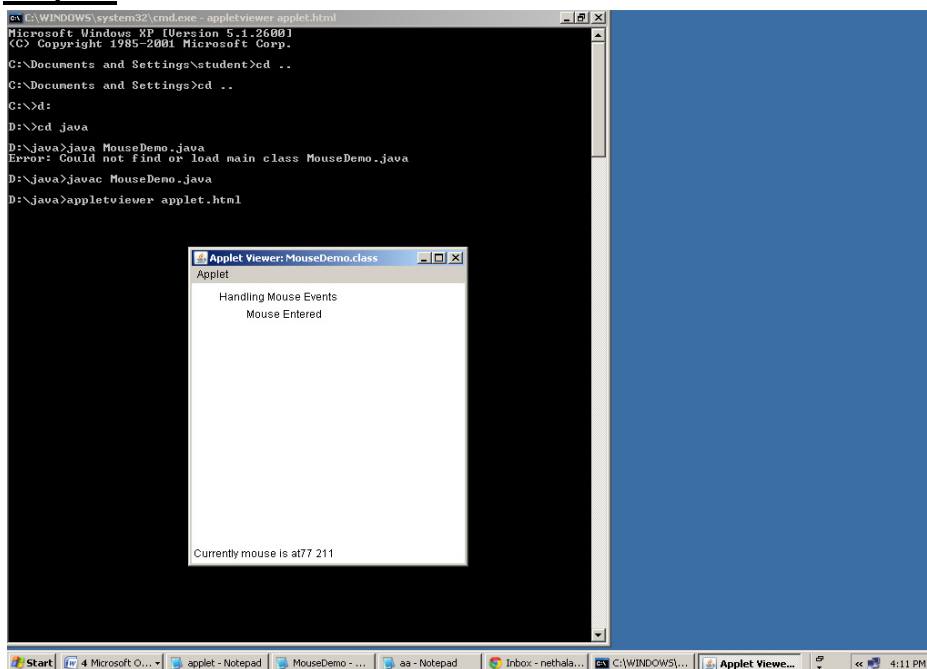 C:\WINDOWS\system32\cmd.exe - appletviewer applet.html
Microsoft Windows XP [Version 5.1.2600]
(C) Copyright 1985-2001 Microsoft Corp.
C:\Documents and Settings\student>cd ..
C:\Documents and Settings>cd ..
C:\>d:
D:\>cd java
D:\java>java MouseDemo.java
Error: Could not find or load main class MouseDemo.java
D:\java>javac MouseDemo.java
D:\java>appletviewer applet.html
Applet Viewer: MouseDemo.class
Applet
Handling Mouse Events
Mouse Entered
Currently mouse is at77 211
Start 4 Microsoft O... applet - Notepad MouseDemo - ... aa - Notepad Inbox - nethala... C:\WINDOWS\... Applet Viewe... « 4:11 PM